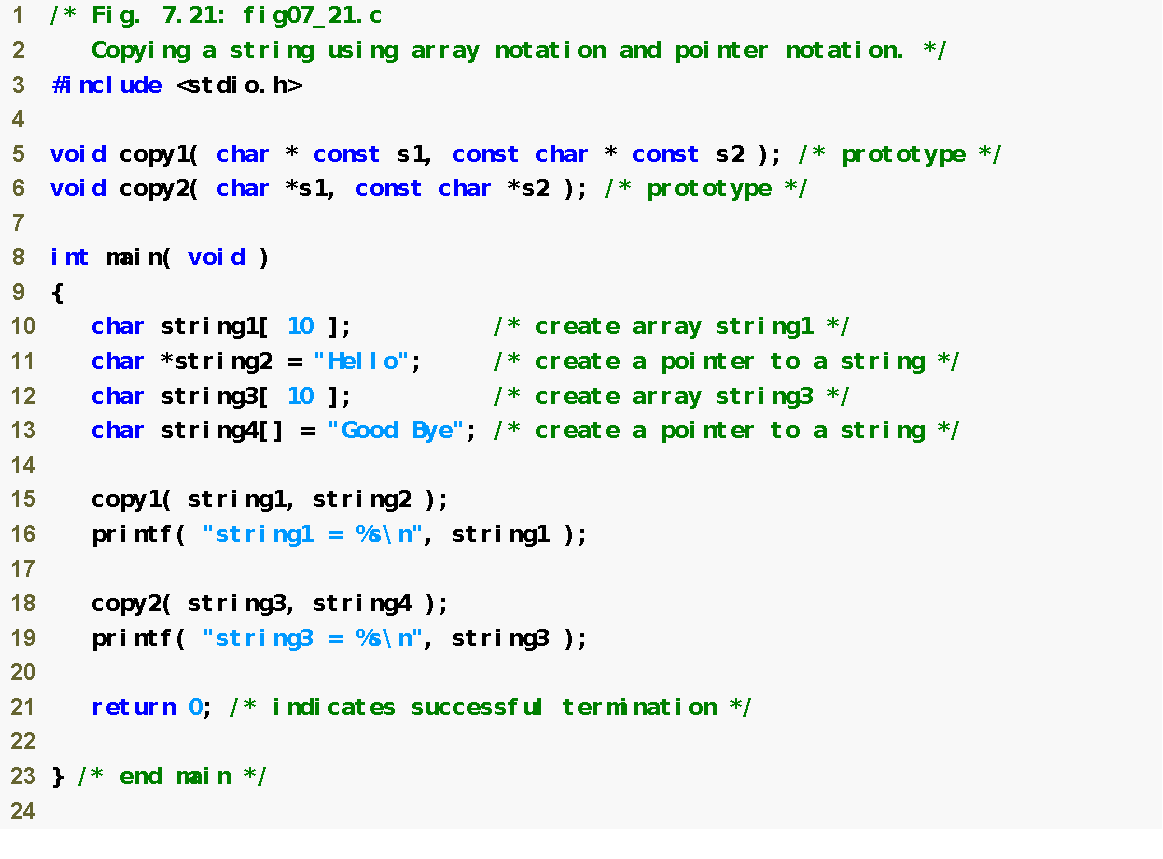 1 /* Fig. 7.21: fig07_21.c
2    Copying a string using array notation and pointer notation. */
3 #include <stdio.h>
4
5 void copy1( char * const s1, const char * const s2 ); /* prototype */
6 void copy2( char *s1, const char *s2 ); /* prototype */
7
8 int main( void )
9 {
10    char string1[ 10 ];          /* create array string1 */
11    char *string2 = "Hello";     /* create a pointer to a string */
12    char string3[ 10 ];          /* create array string3 */
13    char string4[] = "Good Bye"; /* create a pointer to a string */
14
15    copy1( string1, string2 );
16    printf( "string1 = %s\n", string1 );
17
18    copy2( string3, string4 );
19    printf( "string3 = %s\n", string3 );
20
21    return 0; /* indicates successful termination */
22
23 } /* end main */
24